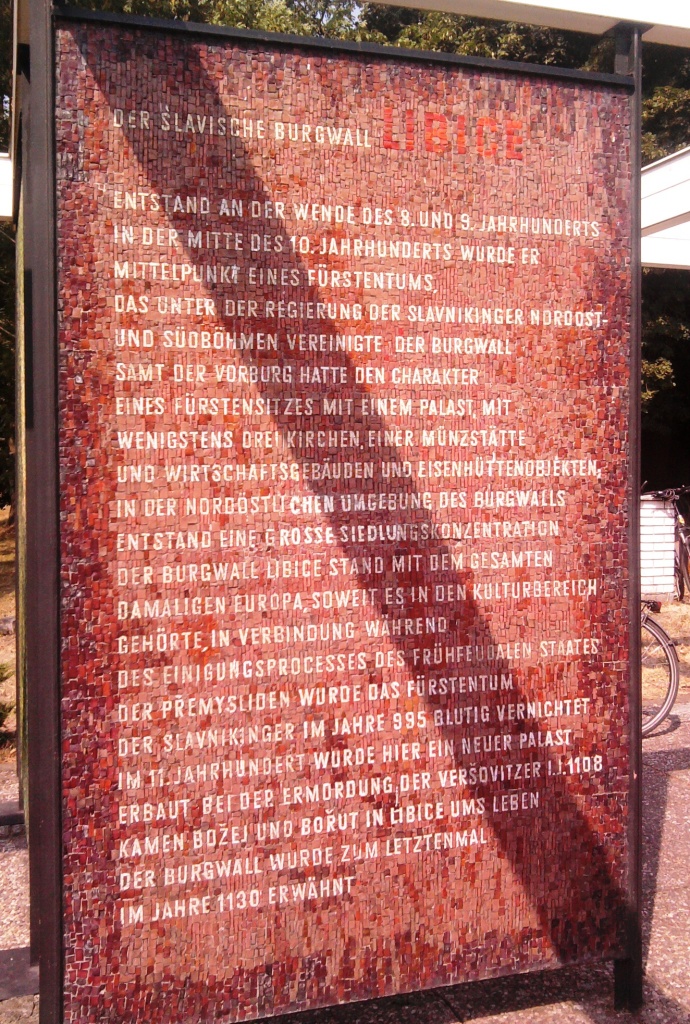 DER SLAVISCHE BURGWALL LIBICE
ENTSTAND AN DER WENDE DES 8. UND 9. JAHRHUNDERTS
IN DER MITTE DES 10. JAHRHUNDERTS WURDE ER
MITTELPUNKT EINES FÜRSTENTUMS,
DAS UNTER DER REGIERUNG DER SLAVNIKINGER NORDOST-
UND SÜDBÖHMEN VEREINIGTE DER BURGWALL
SAMT DER VORBURG HATTE DEN CHARAKTER
EINES FÜRSTENSITZES MIT EINEM PALAST, MIT
WENIGSTENS DREI KIRCHEN, EINER MÜNZSTÄTTE
UND WIRTSCHAFTSGEBÄUDEN UND EISENHÜTTENOBJEKTEN,
IN DER NORDÖSTLICHEN UMGEBUNG DES BURGWALLS
ENTSTAND EINE GROSSE SIEDLUNGSKONZENTRATION
DER BURGWALL LIBICE STAND MIT DEM GESAMTEN
DAMALIGEN EUROPA, SOWEIT ES IN DEN KULTURBEREICH
GEHÖRTE, IN VERBINDUNG WÄHREND
DES EINIGUNGSPROCESSES DES FRÜHFEUDALEN STAATES
DER PŘEMYSLIDEN WURDE DAS FÜRSTENTUM
DER SLAVNIKINGER IM JAHRE 995 BLUTIG VERNICHTET
IM 11. JAHRHUNDERT WURDE HIER EIN NEUER PALAST
ERBAUT BEI DER ERMORDUNG, DER VERŠOVITZER I.J. 1108
KAMEN BOŽEJ UND BOŘUT IN LIBICE UMS LEBEN
DER BURGWALL WURDE ZUM LETZTENMAL
IM JAHRE 1130 ERWÄHNT